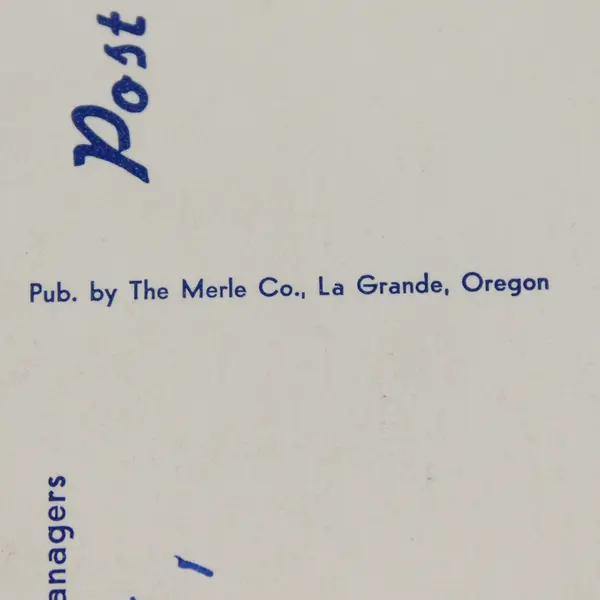 Post
Pub. by The Merle Co., La Grande, Oregon
anagers